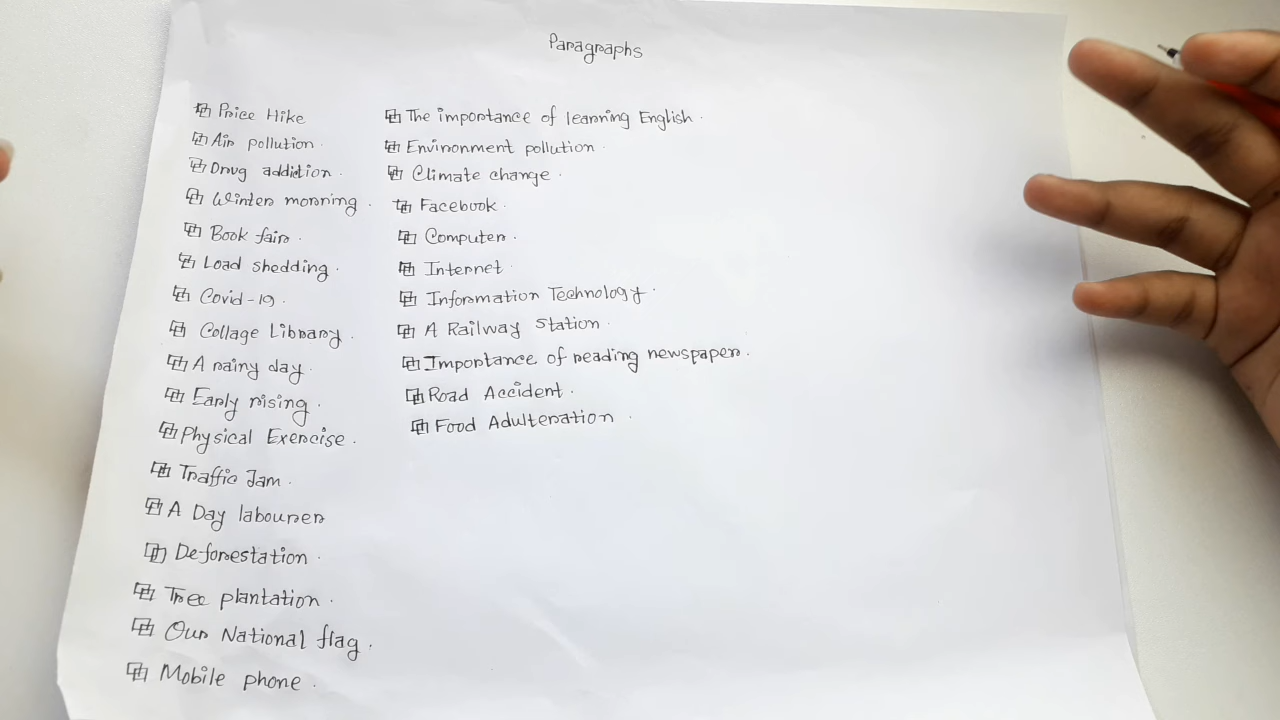 Paragraphs
Price Hike
Air pollution.
Drug addiction.
Winter morning.
Book fair.
Load shedding.
Covid-19.
Collage Library.
A rainy day.
Early rising.
Physical Exercise.
Traffic Jam.
A Day labourer
De-forestation.
Tree plantation.
Our National flag.
Mobile phone.
The importance of learning English.
Environment pollution.
Climate change.
Facebook.
Computer.
Internet.
Information Technology.
A Railway Station.
Importance of reading newspaper.
Road Accident.
Food Adulteration.